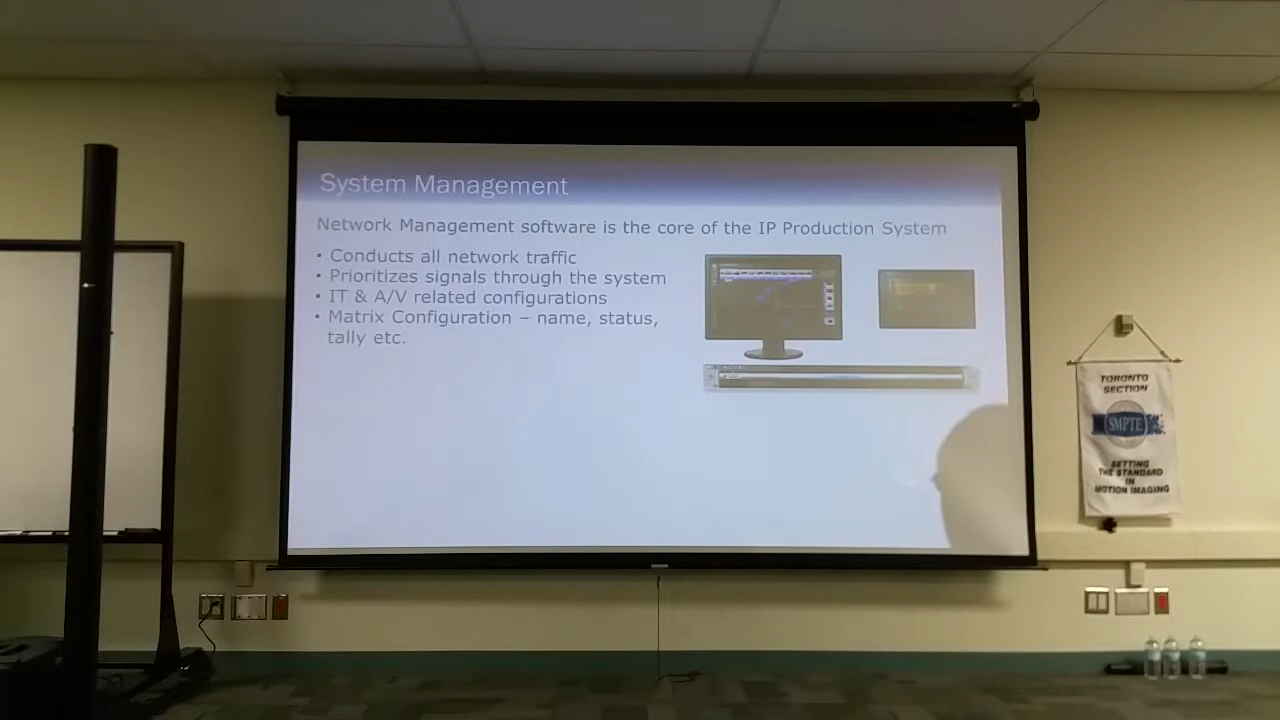 System Management
Network Management software is the core of the IP Production System
• Conducts all network traffic
• Prioritizes signals through the system
• IT & A/V related configurations
• Matrix Configuration – name, status,
tally etc.
TORONTO
SECTION
SMPTE
SETTING
THE STANDARD
IN
MOTION IMAGING